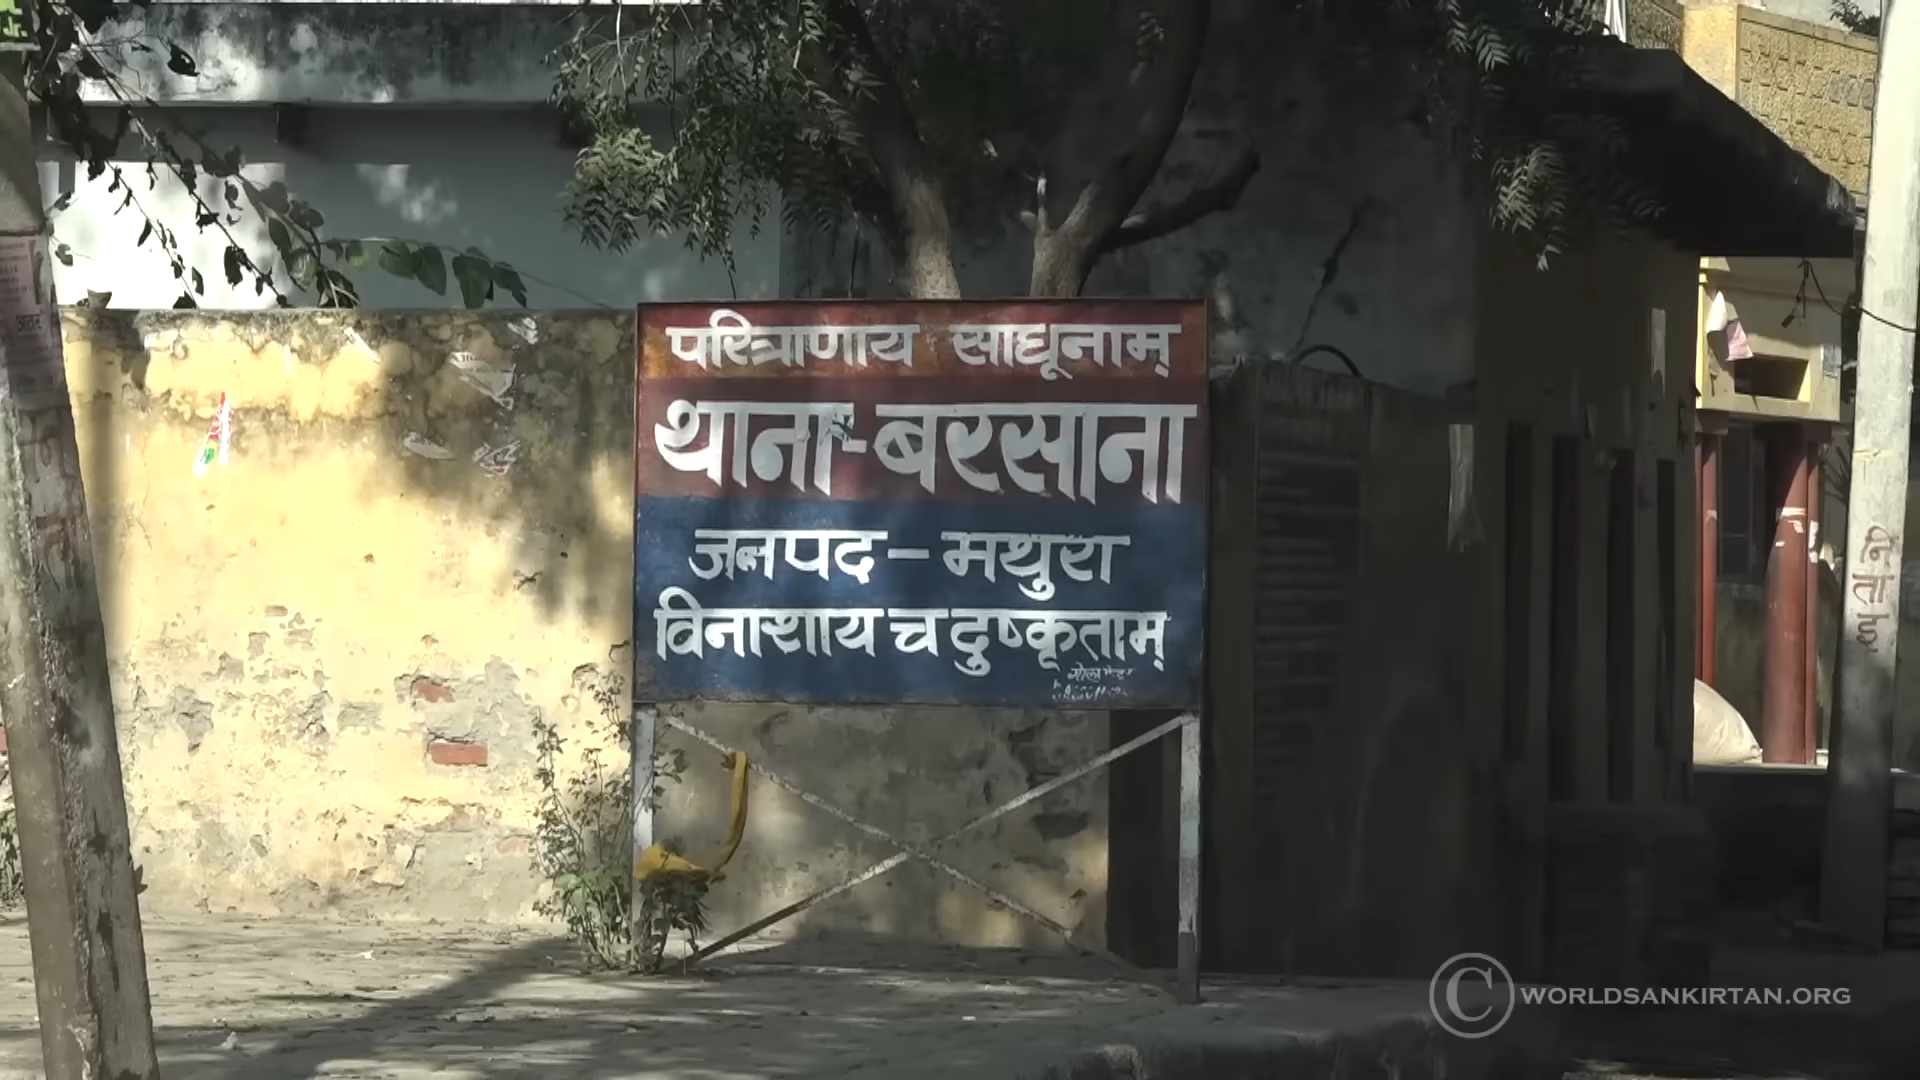 परित्राणाय साधूनाम्
थाना-बरसाना
जनपद – मथुरा
विनाशाय च दुष्कृताम्
© WORLDSANKIRTAN.ORG